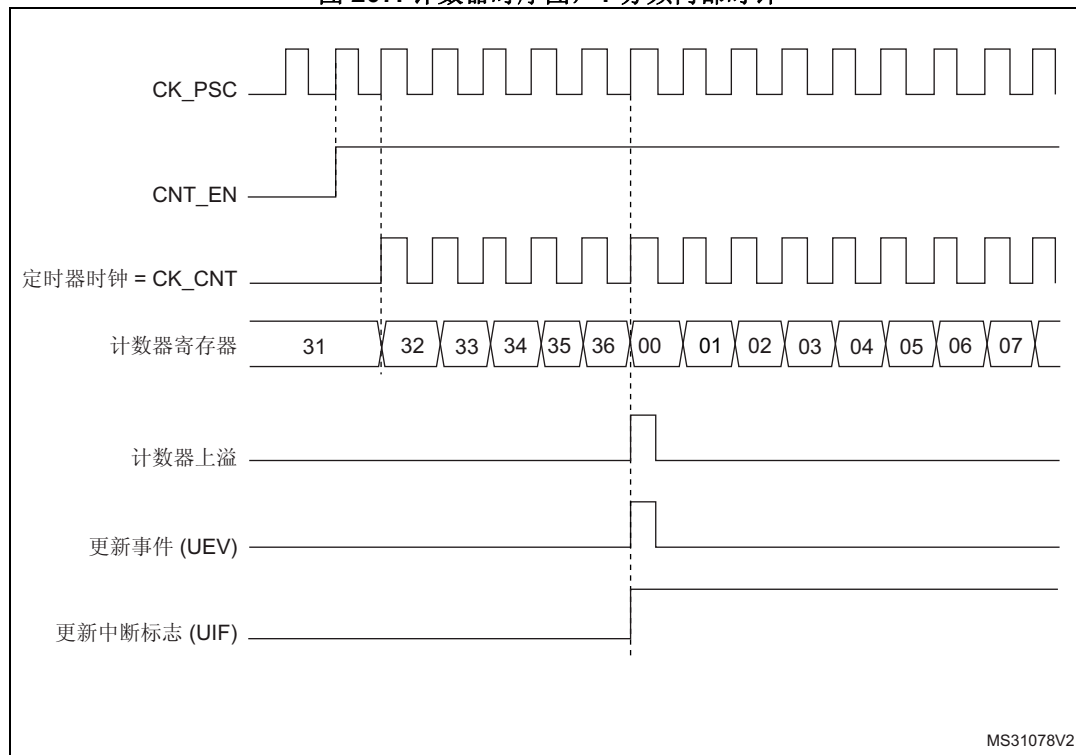 CK_PSC
CNT_EN
定时器时钟 = CK_CNT
计数器寄存器 31 32 33 34 35 36 00 01 02 03 04 05 06 07
计数器上溢
更新事件 (UEV)
更新中断标志 (UIF)
MS31078V2